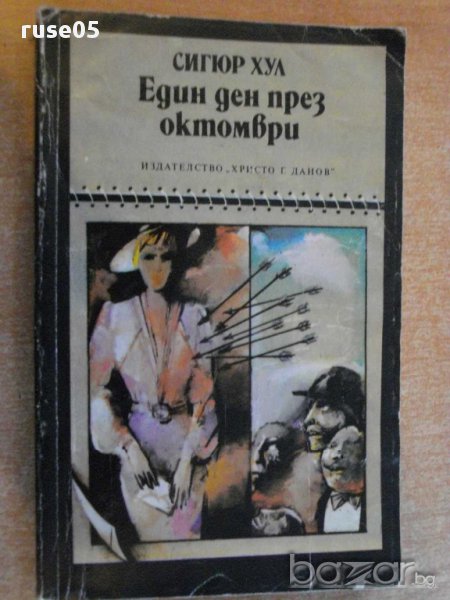 ruse05
СИГЮР ХУЛ
Един ден през
октомври
ИЗДАТЕЛСТВО „ХРИСТО Г. ДАНОВ"
bazar.bg